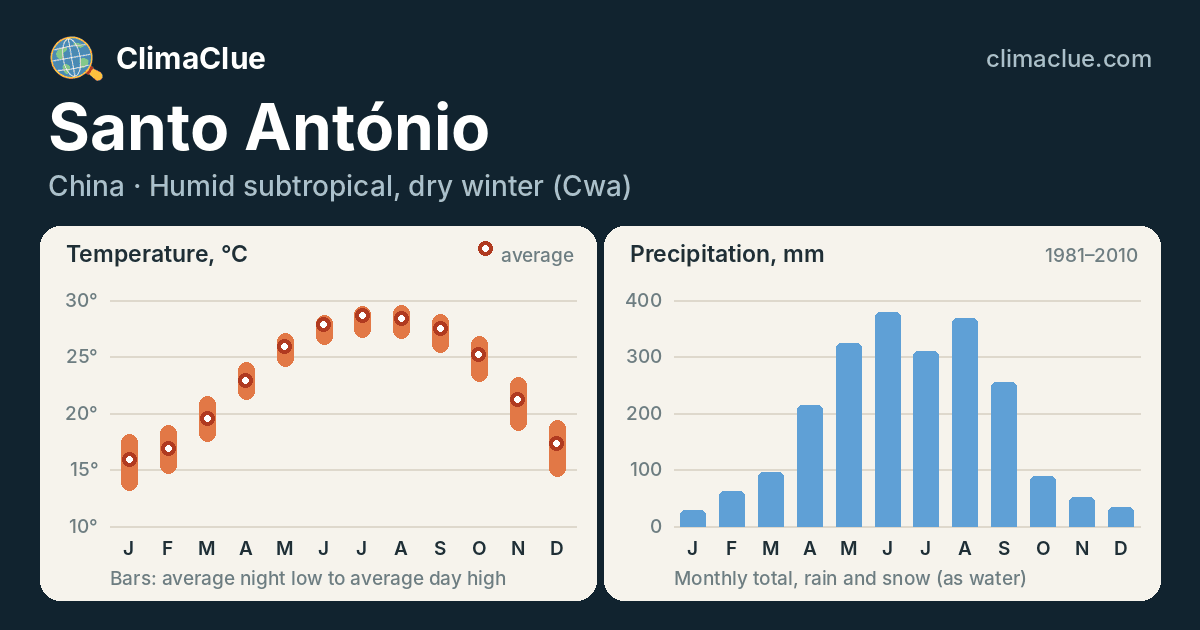 ClimaClue
climaclue.com
Santo António
China · Humid subtropical, dry winter (Cwa)
Temperature, °C
average
30°
25°
20°
15°
10°
J F M A M J J A S O N D
Bars: average night low to average day high
Precipitation, mm
1981–2010
400
300
200
100
0
J F M A M J J A S O N D
Monthly total, rain and snow (as water)